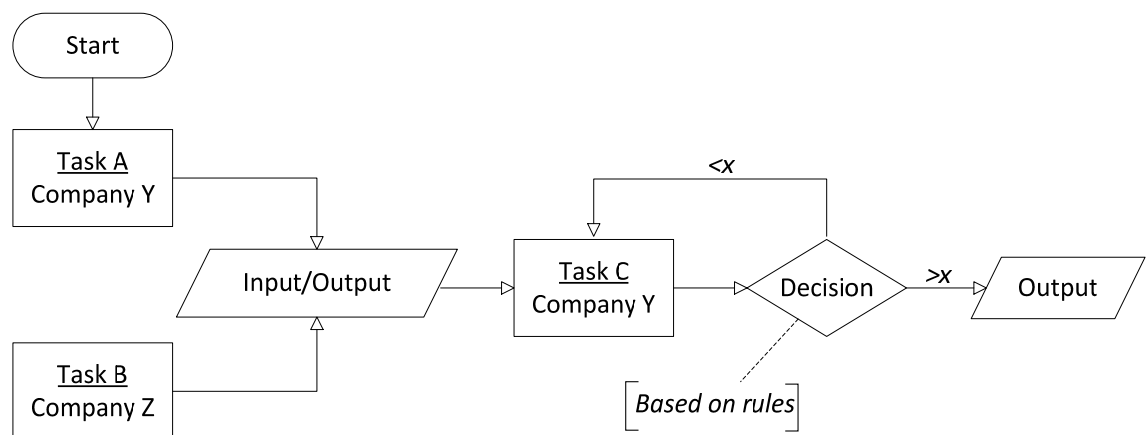 Start
Task A
Company Y
Input/Output
Task B
Company Z
Task C
Company Y
<x
Decision
>x
Output
Based on rules